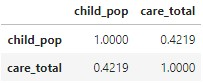 child_pop care_total
child_pop 1.0000 0.4219
care_total 0.4219 1.0000